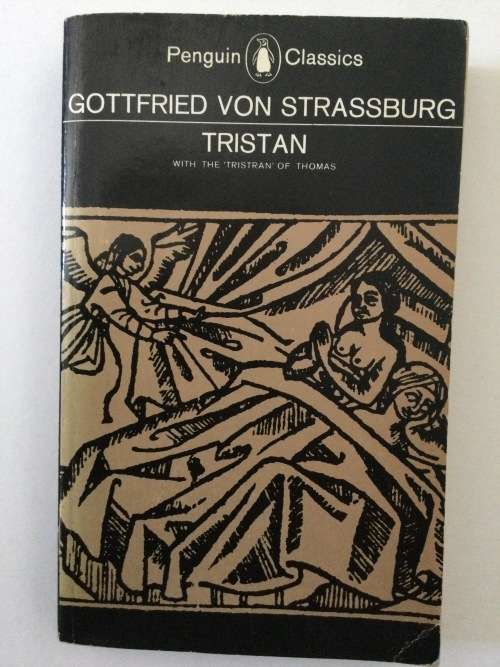 Penguin Classics
GOTTFRIED VON STRASSBURG
TRISTAN
WITH THE 'TRISTRAN' OF THOMAS